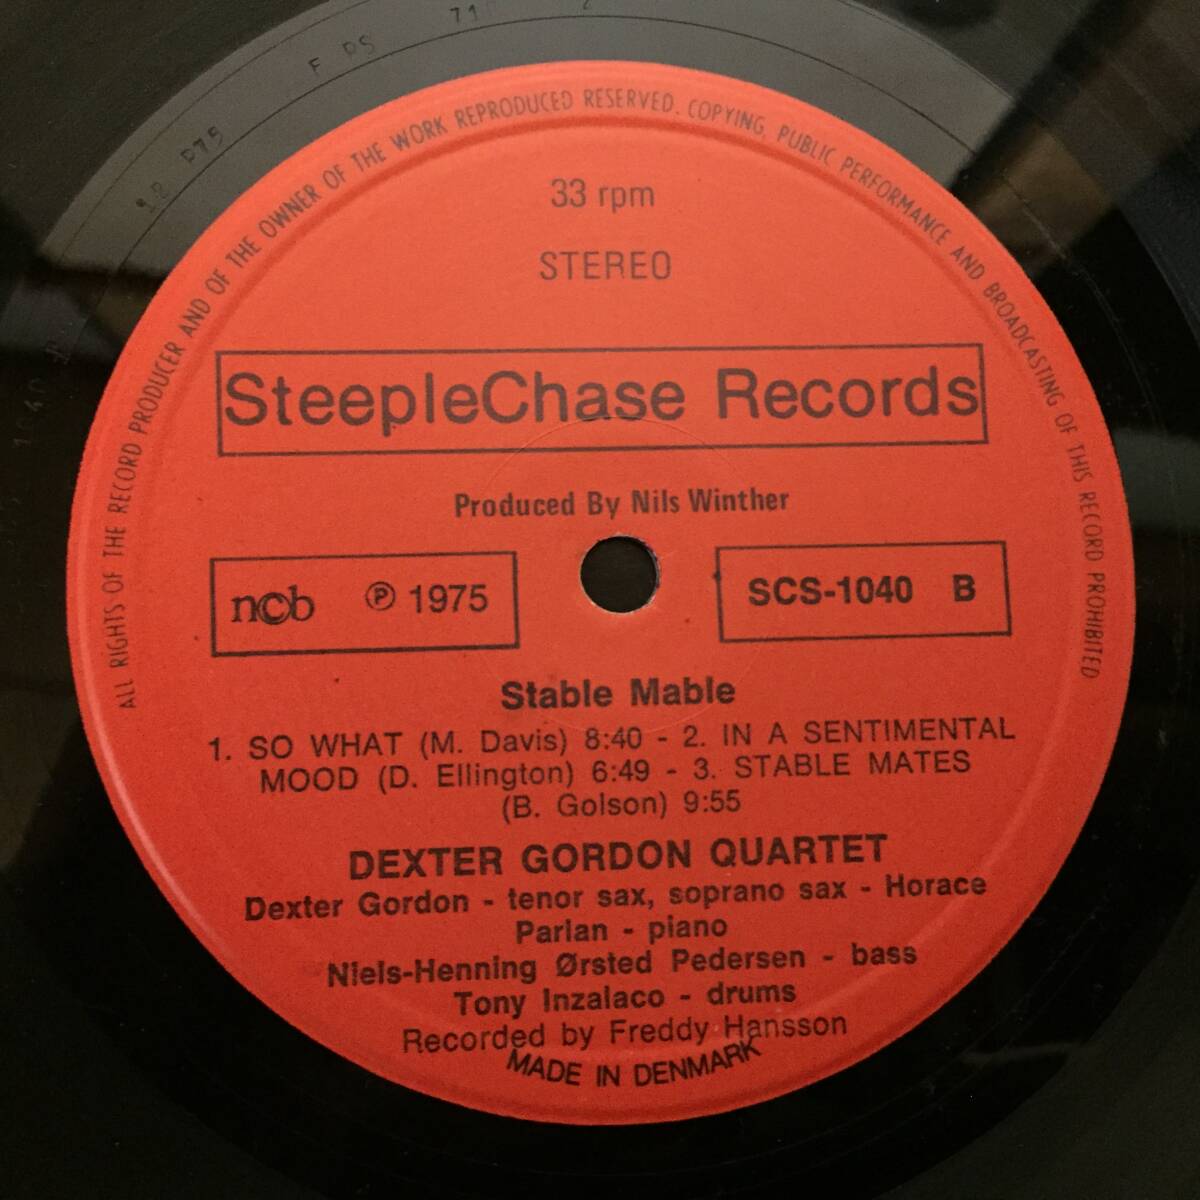 ALL RIGHTS OF THE RECORD PRODUCER AND OF THE OWNER OF THE WORK REPRODUCED RESERVED. COPYING, PUBLIC PERFORMANCE AND BROADCASTING OF THIS RECORD PROHIBITED
33 rpm
STEREO
SteepleChase Records
Produced By Nils Winther
ncb ℗ 1975
SCS-1040 B
Stable Mable
1. SO WHAT (M. Davis) 8:40 - 2. IN A SENTIMENTAL
MOOD (D. Ellington) 6:49 - 3. STABLE MATES
(B. Golson) 9:55
DEXTER GORDON QUARTET
Dexter Gordon - tenor sax, soprano sax - Horace
Parlan - piano
Niels-Henning Ørsted Pedersen - bass
Tony Inzalaco - drums
Recorded by Freddy Hansson
MADE IN DENMARK